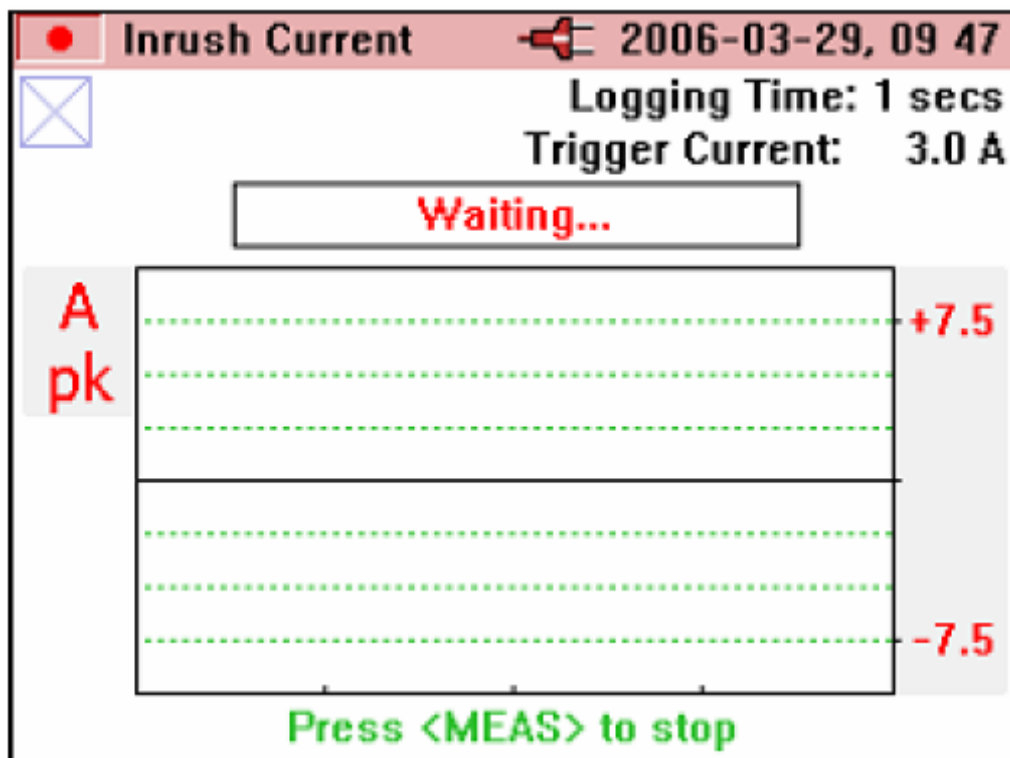 Inrush Current 2006-03-29, 09 47
Logging Time: 1 secs
Trigger Current: 3.0 A
Waiting...
A
pk
+7.5
-7.5
Press <MEAS> to stop